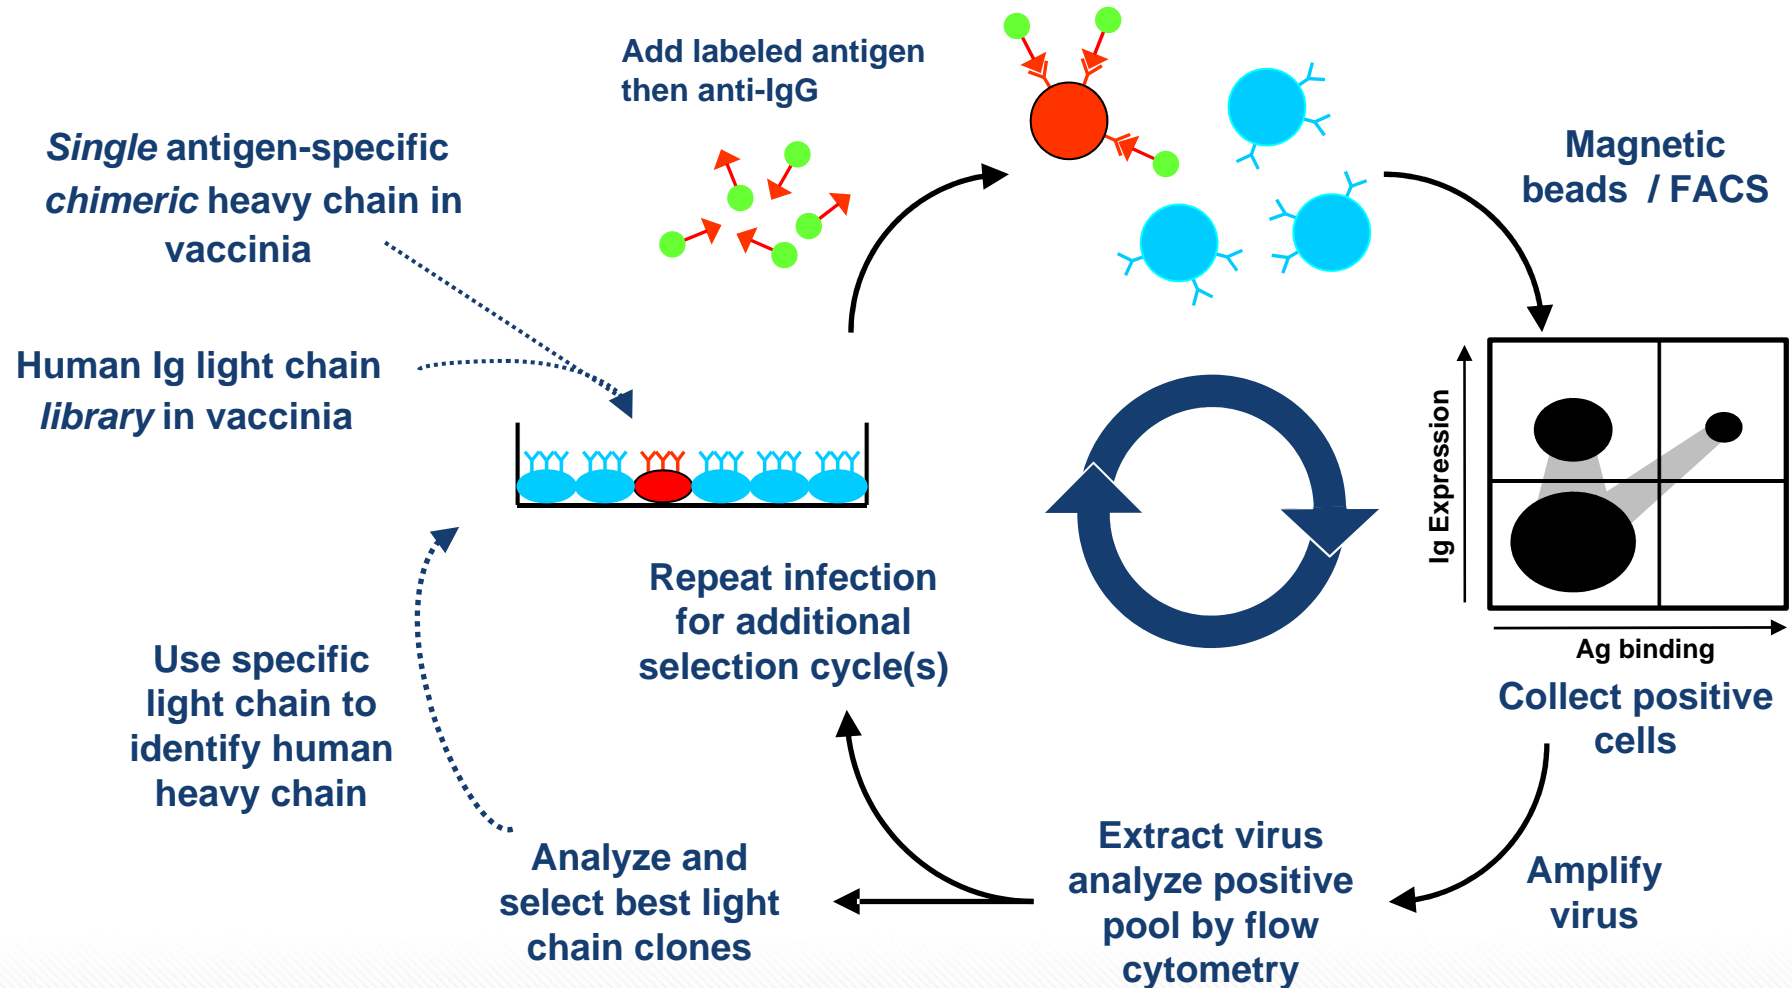 Add labeled antigen
then anti-IgG
Single antigen-specific
chimeric heavy chain in
vaccinia
Human Ig light chain
library in vaccinia
Magnetic
beads / FACS
Ig Expression
Ag binding
Collect positive
cells
Amplify
virus
Extract virus
analyze positive
pool by flow
cytometry
Repeat infection
for additional
selection cycle(s)
Analyze and
select best light
chain clones
Use specific
light chain to
identify human
heavy chain